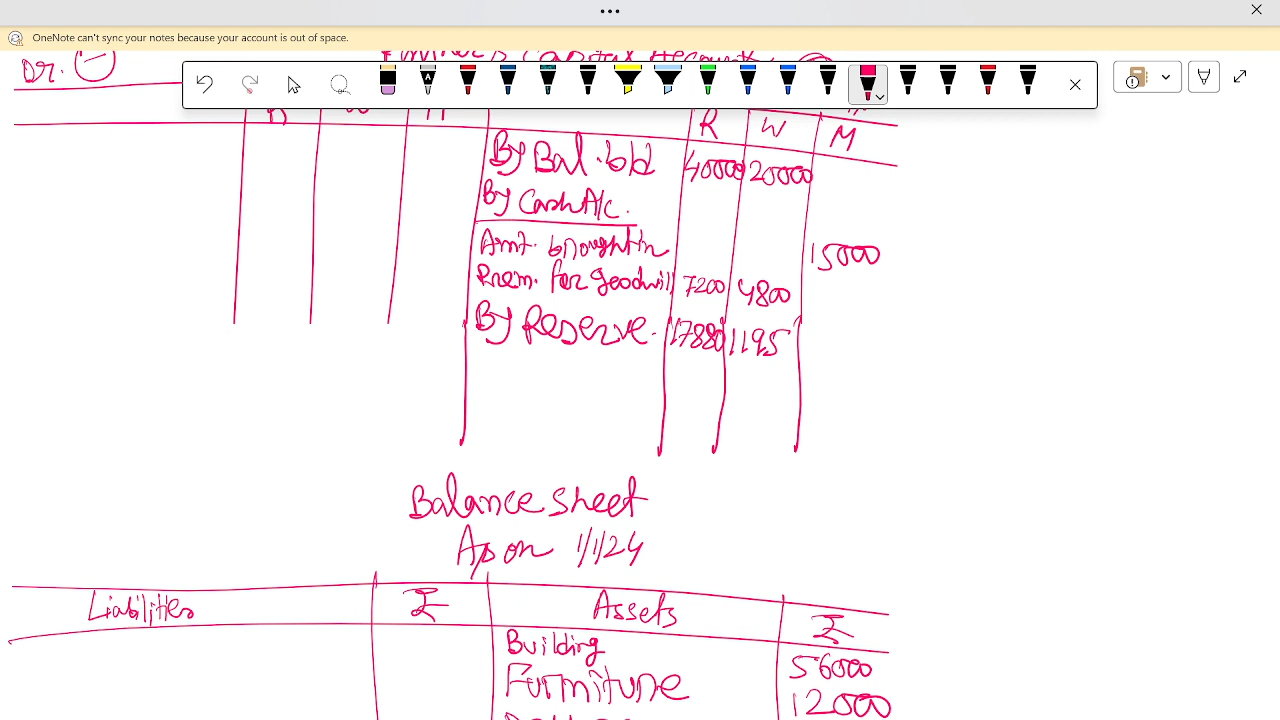 OneNote can't sync your notes because your account is out of space.
Dr.
R W M
By Bal. b/d 40000 20000
By Cash A/c.
Amt. brought in 15000
Prem. for goodwill 7200 4800
By Reserve. 17880 1195
Balance Sheet
As on 1/1/24
Liabilities ₹ Assets ₹
Building 56000
Furniture 12000